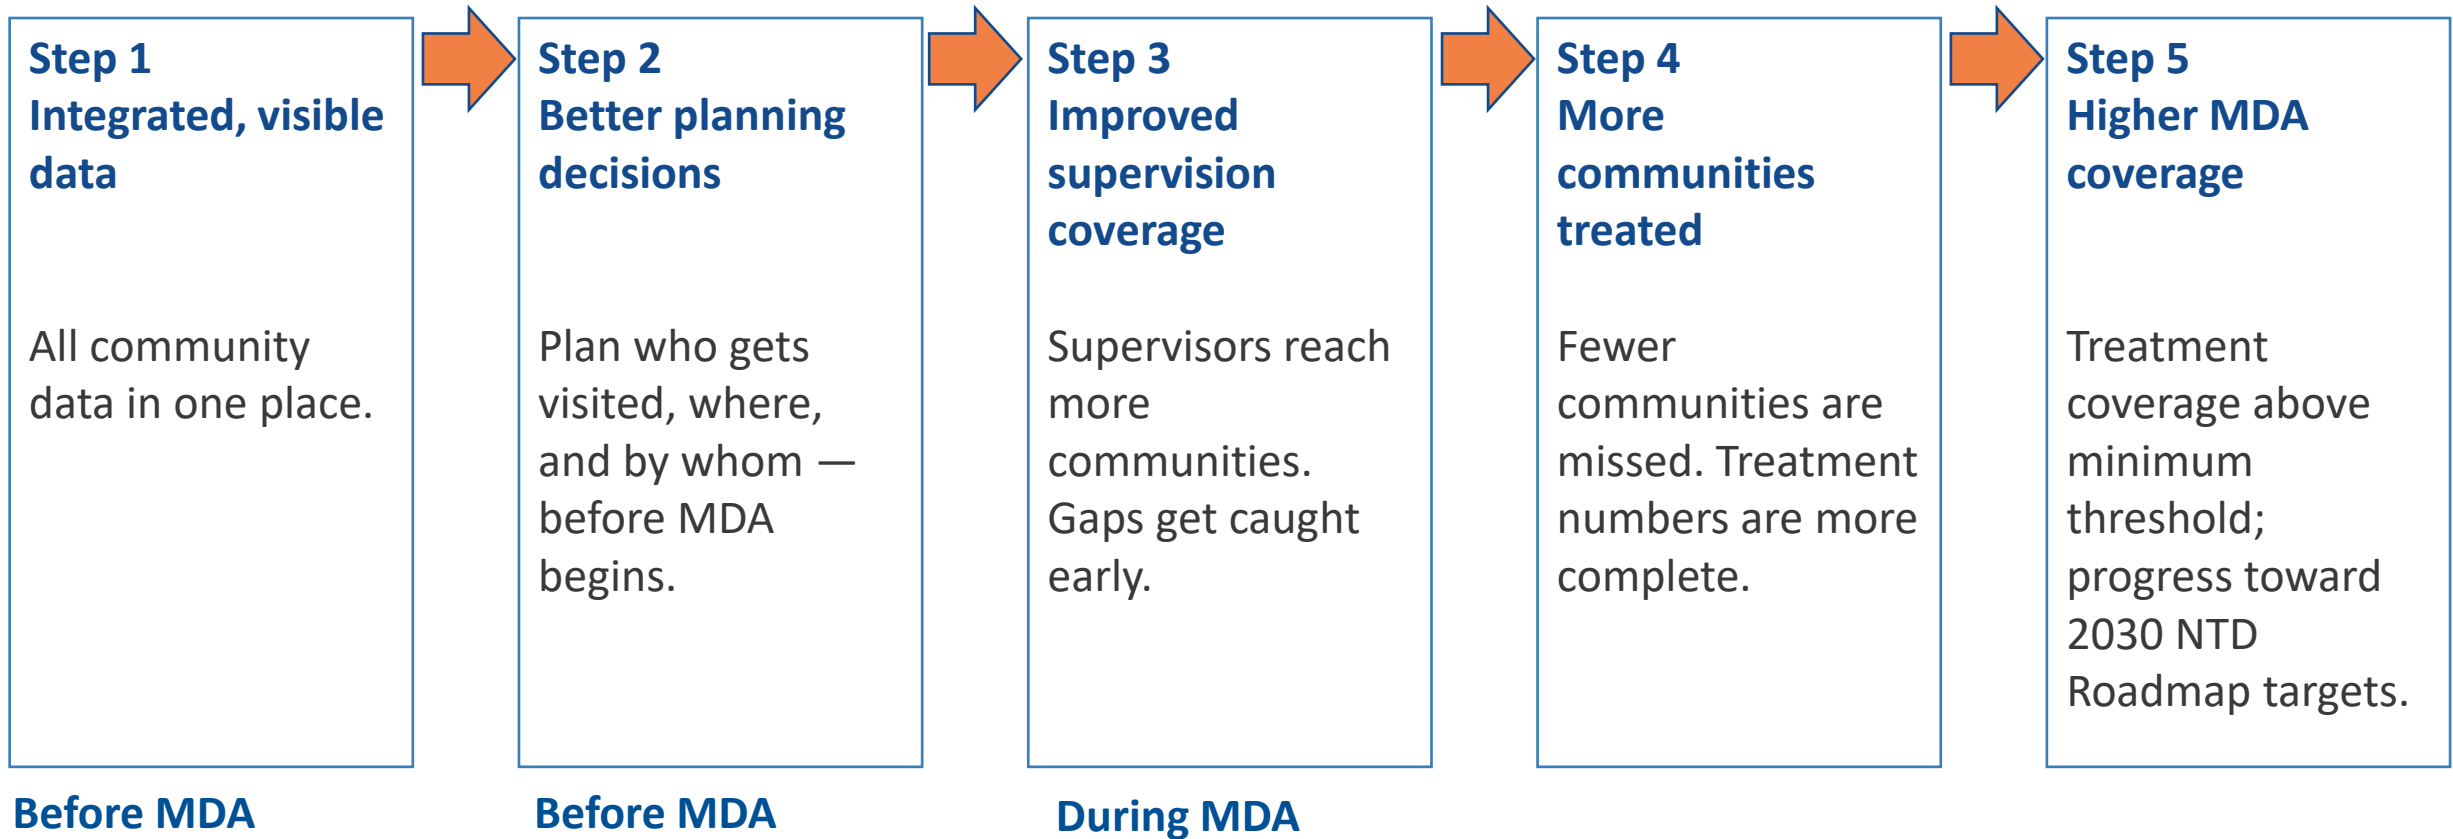 Step 1
Integrated, visible
data
All community
data in one place.
Step 2
Better planning
decisions
Plan who gets
visited, where,
and by whom —
before MDA
begins.
Step 3
Improved
supervision
coverage
Supervisors reach
more
communities.
Gaps get caught
early.
Step 4
More
communities
treated
Fewer
communities are
missed. Treatment
numbers are more
complete.
Step 5
Higher MDA
coverage
Treatment
coverage above
minimum
threshold;
progress toward
2030 NTD
Roadmap targets.
Before MDA
Before MDA
During MDA